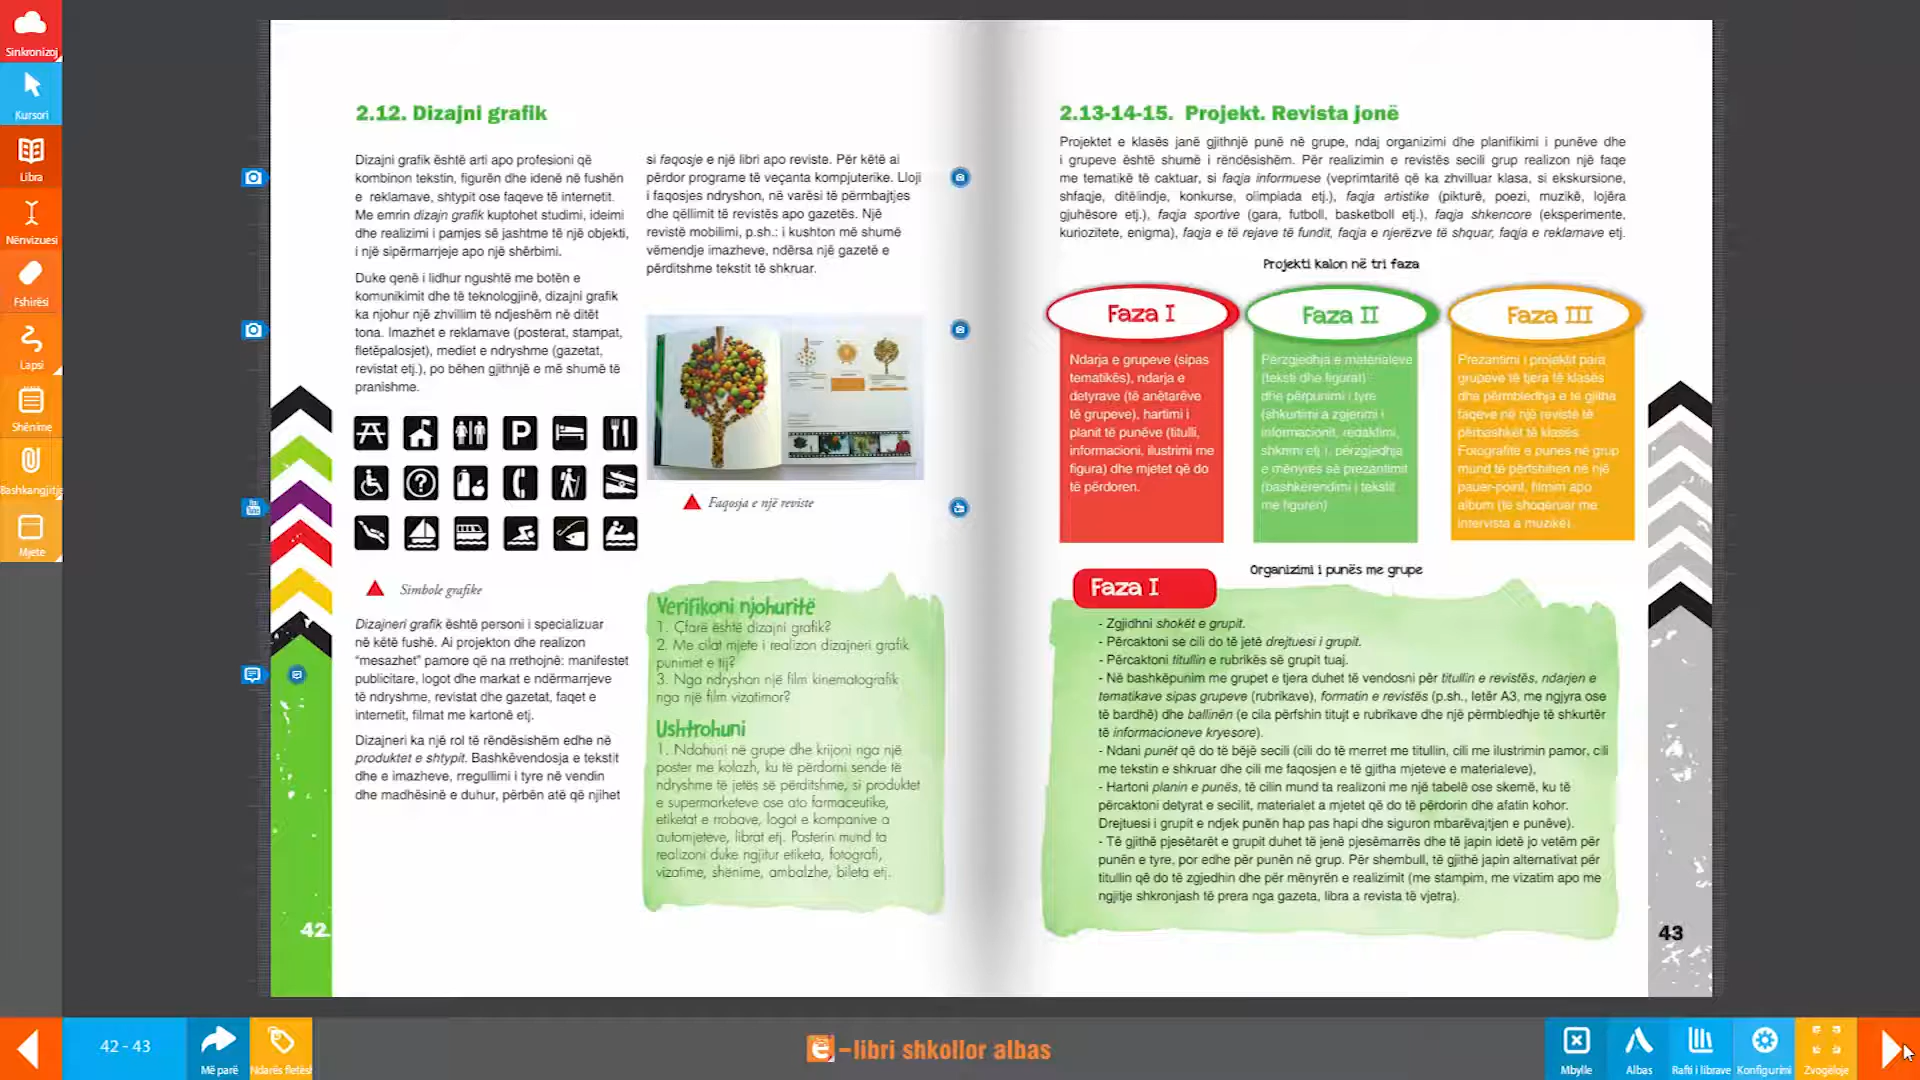 Sinkronizoj
Kursori
Libra
Nënvizuesi
Fshirësi
Lapsi
Shënime
Bashkangjitje
Mjete
2.12. Dizajni grafik
Dizajni grafik është arti apo profesioni që
kombinon tekstin, figurën dhe idenë në fushën
e reklamave, shtypit ose faqeve të internetit.
Me emrin dizajn grafik kuptohet studimi, ideimi
dhe realizimi i pamjes së jashtme të një objekti,
i një sipërmarrjeje apo një shërbimi.
Duke qenë i lidhur ngushtë me botën e
komunikimit dhe të teknologjinë, dizajni grafik
ka njohur një zhvillim të ndjeshëm në ditët
tona. Imazhet e reklamave (posterat, stampat,
fletëpalosjet), mediet e ndryshme (gazetat,
revistat etj.), po bëhen gjithnjë e më shumë të
pranishme.
P
?
Simbole grafike
Dizajneri grafik është personi i specializuar
në këtë fushë. Ai projekton dhe realizon
“mesazhet” pamore që na rrethojnë: manifestet
publicitare, logot dhe markat e ndërmarrjeve
të ndryshme, revistat dhe gazetat, faqet e
internetit, filmat me kartonë etj.
Dizajneri ka një rol të rëndësishëm edhe në
produktet e shtypit. Bashkëvendosja e tekstit
dhe e imazheve, rregullimi i tyre në vendin
dhe madhësinë e duhur, përbën atë që njihet
si faqosje e një libri apo reviste. Për këtë ai
përdor programe të veçanta kompjuterike. Lloji
i faqosjes ndryshon, në varësi të përmbajtjes
dhe qëllimit të revistës apo gazetës. Një
revistë mobilimi, p.sh.: i kushton më shumë
vëmendje imazheve, ndërsa një gazetë e
përditshme tekstit të shkruar.
Faqosja e një reviste
Verifikoni njohuritë
1. Çfarë është dizajni grafik?
2. Me cilat mjete i realizon dizajneri grafik
punimet e tij?
3. Nga ndryshon një film kinematografik
nga një film vizatimor?
Ushtrohuni
1. Ndahuni në grupe dhe krijoni nga një
poster me kolazh, ku të përdorni sende të
ndryshme të jetës së përditshme, si produktet
e supermarketeve ose ato farmaceutike,
etiketat e rrobave, logot e kompanive a
automjeteve, librat etj. Posterin mund ta
realizoni duke ngjitur etiketa, fotografi,
vizatime, shënime, ambalazhe, bileta etj.
42
2.13-14-15. Projekt. Revista jonë
Projektet e klasës janë gjithnjë punë në grupe, ndaj organizimi dhe planifikimi i punëve dhe
i grupeve është shumë i rëndësishëm. Për realizimin e revistës secili grup realizon një faqe
me tematikë të caktuar, si faqja informuese (veprimtaritë që ka zhvilluar klasa, si ekskursione,
shfaqje, ditëlindje, konkurse, olimpiada etj.), faqja artistike (pikturë, poezi, muzikë, lojëra
gjuhësore etj.), faqja sportive (gara, futboll, basketboll etj.), faqja shkencore (eksperimente,
kuriozitete, enigma), faqja e të rejave të fundit, faqja e njerëzve të shquar, faqja e reklamave etj.
Projekti kalon në tri faza
Faza I
Ndarja e grupeve (sipas
tematikës), ndarja e
detyrave (të anëtarëve
të grupeve), hartimi i
planit të punëve (titulli,
informacioni, ilustrimi me
figura) dhe mjetet që do
të përdoren.
Faza II
Përzgjedhja e materialeve
(teksti dhe figurat)
dhe përpunimi i tyre
(shkurtimi a zgjerimi i
informacionit, redaktimi,
shkrimi etj.), përzgjedhja
e mënyrës së prezantimit
(bashkërendimi i tekstit
me figurën)
Faza III
Prezantimi i projektit para
grupeve të tjera të klasës
dhe përmbledhja e të gjitha
faqeve në një revistë të
përbashkët të klasës.
Fotografitë e punës në grup
mund të përfshihen në një
pauer-point, filmim apo
album (të shoqëruar me
intervista a muzikë).
Organizimi i punës me grupe
Faza I
- Zgjidhni shokët e grupit.
- Përcaktoni se cili do të jetë drejtuesi i grupit.
- Përcaktoni titullin e rubrikës së grupit tuaj.
- Në bashkëpunim me grupet e tjera duhet të vendosni për titullin e revistës, ndarjen e
tematikave sipas grupeve (rubrikave), formatin e revistës (p.sh., letër A3, me ngjyra ose
të bardhë) dhe ballinën (e cila përfshin titujt e rubrikave dhe një përmbledhje të shkurtër
të informacioneve kryesore).
- Ndani punët që do të bëjë secili (cili do të merret me titullin, cili me ilustrimin pamor, cili
me tekstin e shkruar dhe cili me faqosjen e të gjitha mjeteve e materialeve),
- Hartoni planin e punës, të cilin mund ta realizoni me një tabelë ose skemë, ku të
përcaktoni detyrat e secilit, materialet a mjetet që do të përdorin dhe afatin kohor.
Drejtuesi i grupit e ndjek punën hap pas hapi dhe siguron mbarëvajtjen e punëve).
- Të gjithë pjesëtarët e grupit duhet të jenë pjesëmarrës dhe të japin idetë jo vetëm për
punën e tyre, por edhe për punën në grup. Për shembull, të gjithë japin alternativat për
titullin që do të zgjedhin dhe për mënyrën e realizimit (me stampim, me vizatim apo me
ngjitje shkronjash të prera nga gazeta, libra a revista të vjetra).
43
42 - 43
Më parë
Ndarës fletësh
e-libri shkollor albas
Mbylle
Albas
Rafti i librave
Konfigurimi
Zvogëloje